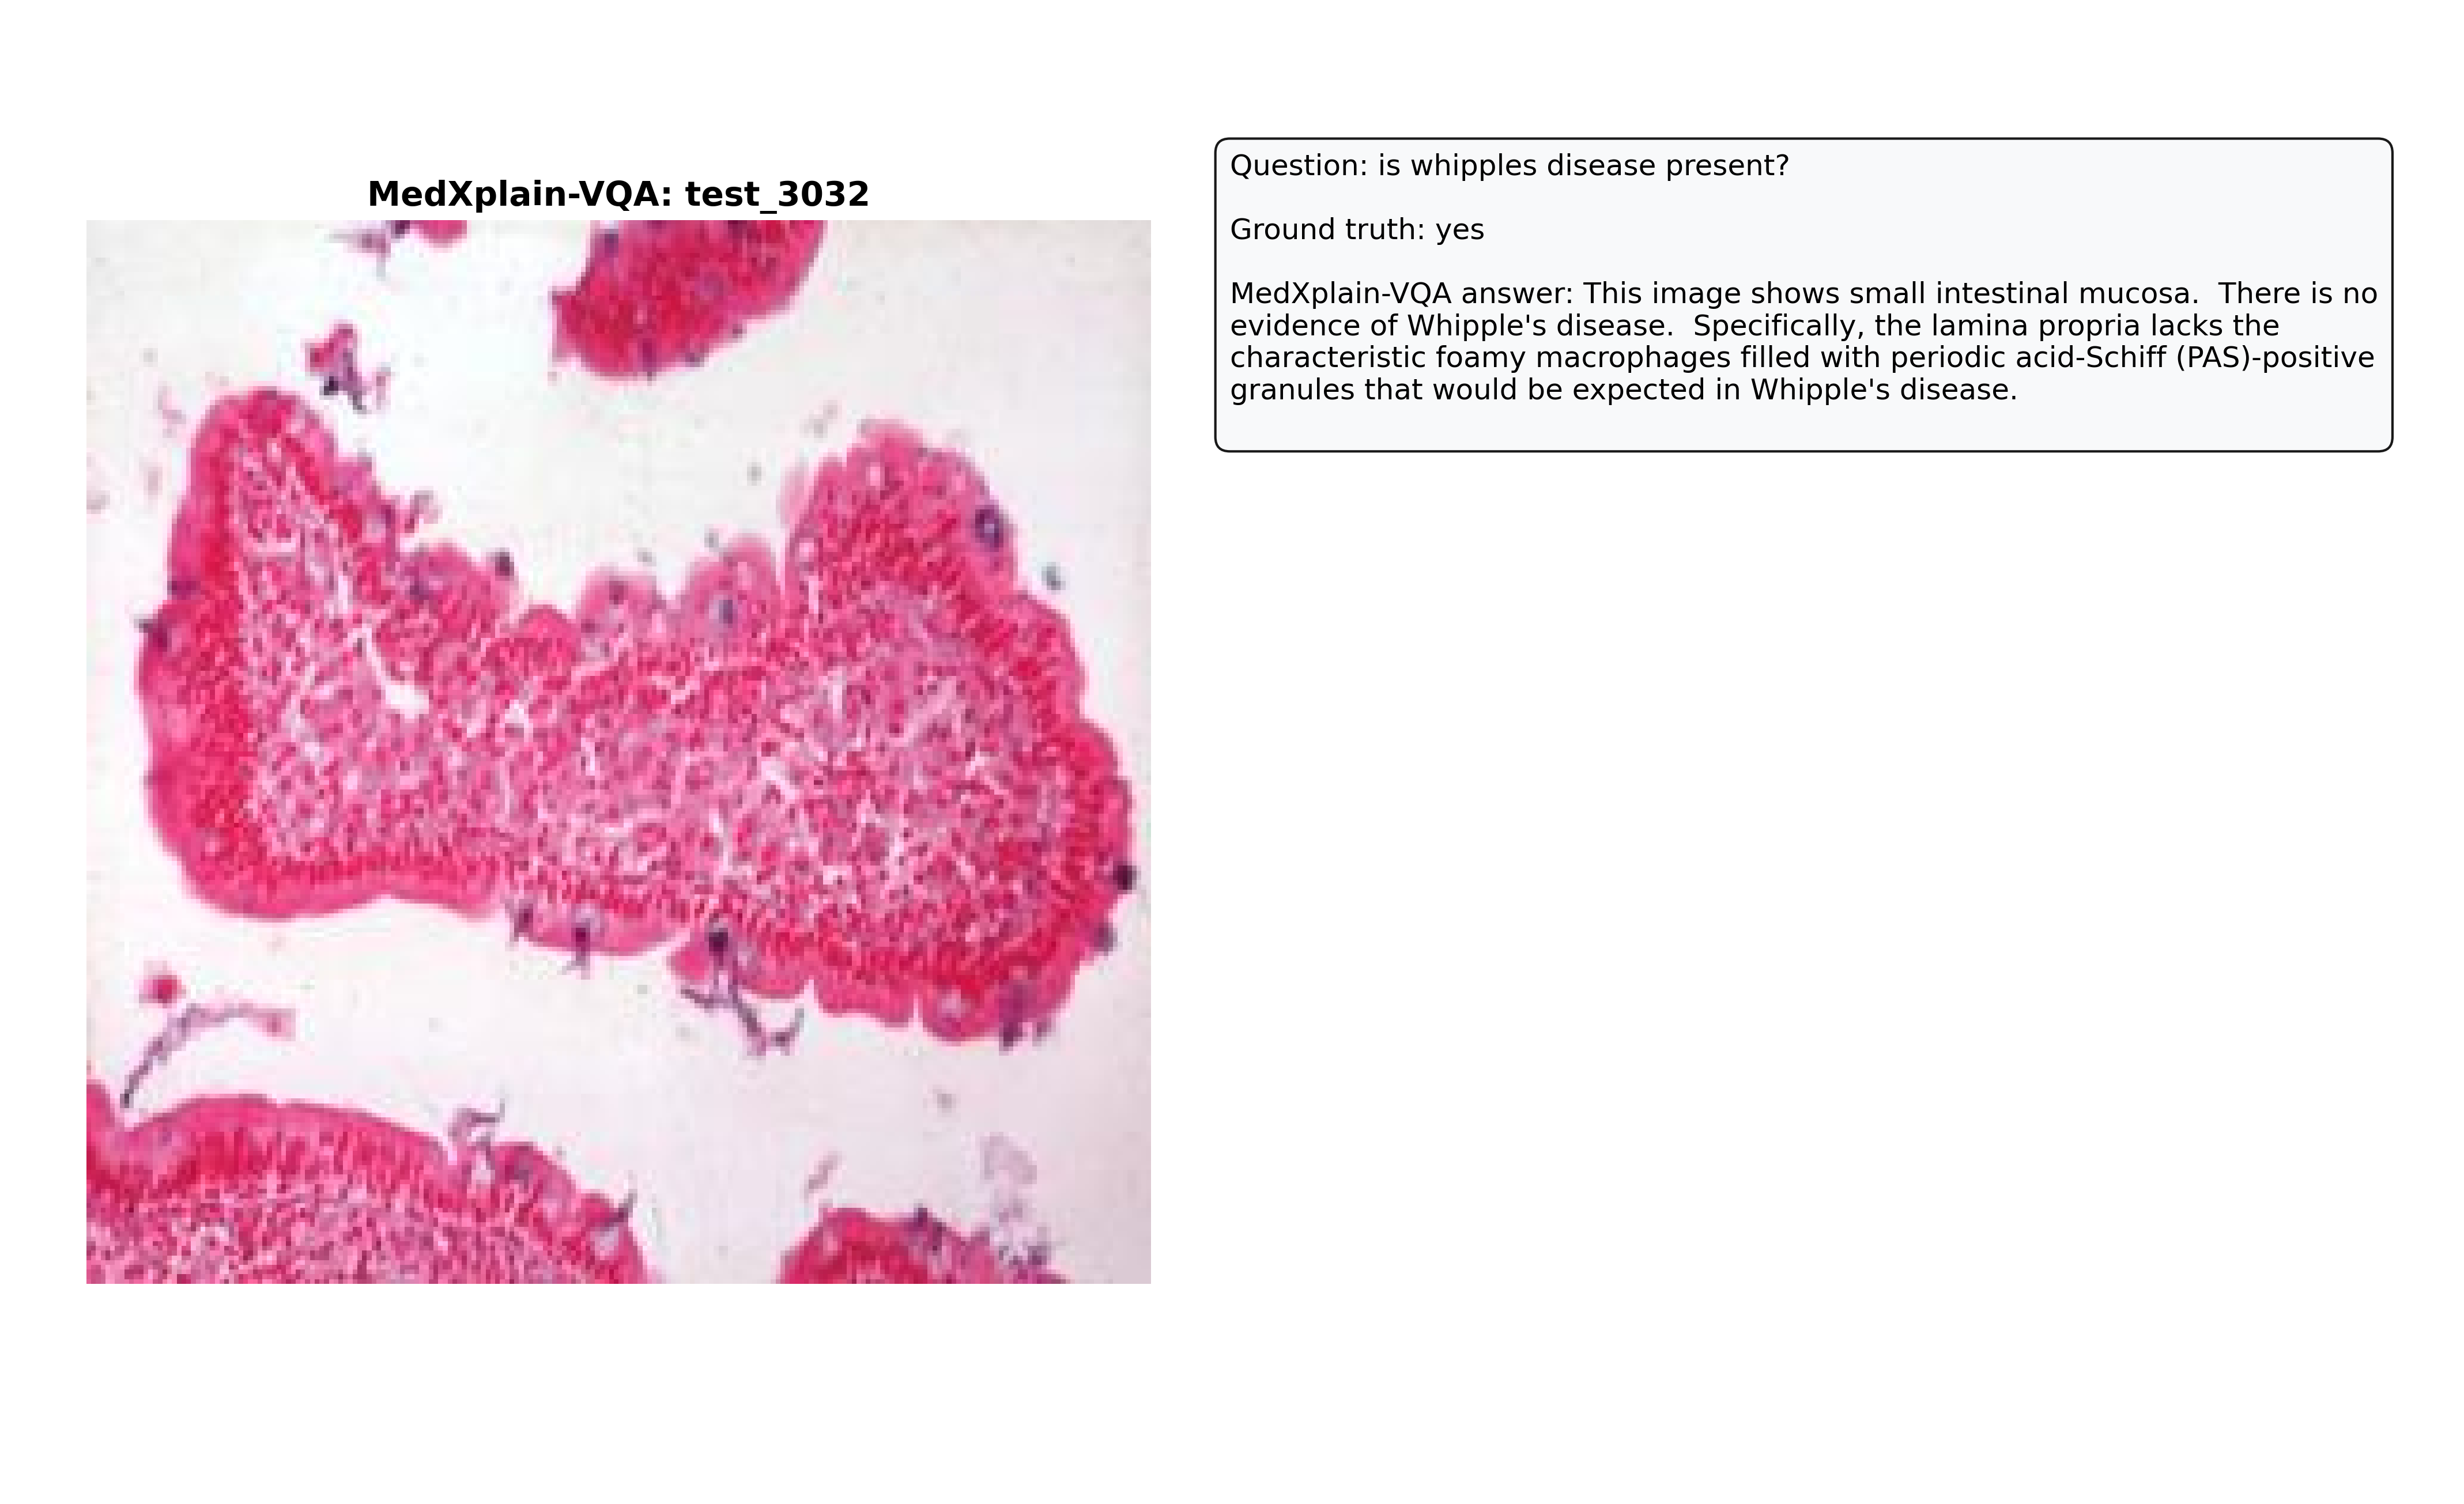 MedXplain-VQA: test_3032
Question: is whipples disease present?
Ground truth: yes
MedXplain-VQA answer: This image shows small intestinal mucosa.  There is no
evidence of Whipple's disease.  Specifically, the lamina propria lacks the
characteristic foamy macrophages filled with periodic acid-Schiff (PAS)-positive
granules that would be expected in Whipple's disease.